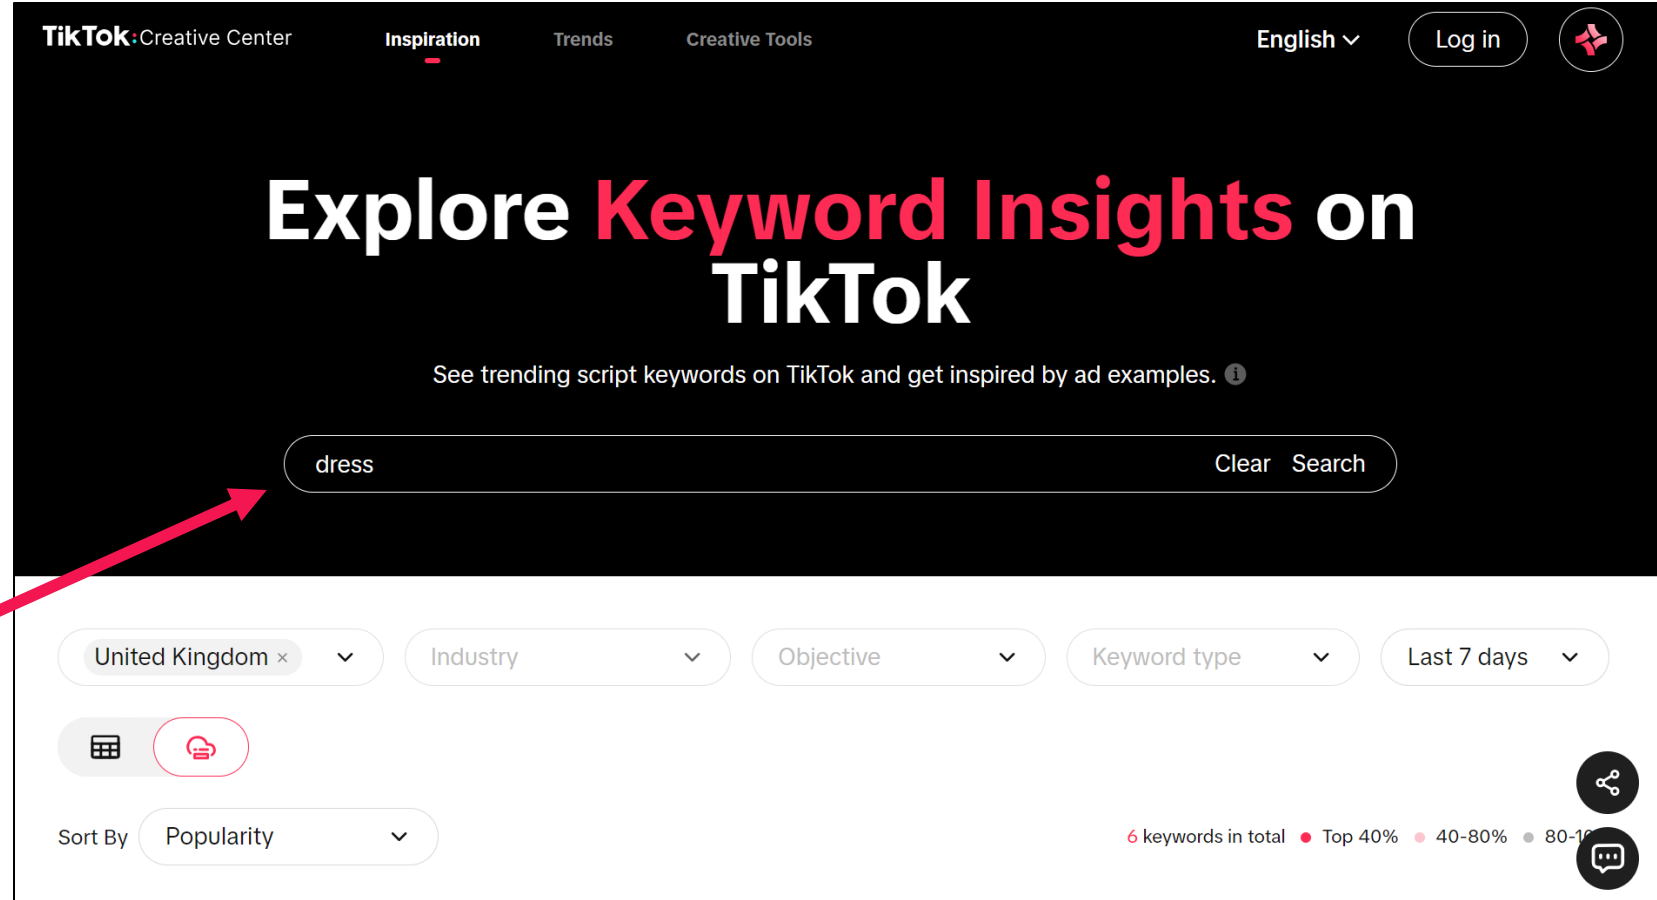 TikTok:Creative Center Inspiration Trends Creative Tools English Log in
Explore Keyword Insights on
TikTok
See trending script keywords on TikTok and get inspired by ad examples.
dress Clear Search
United Kingdom × Industry Objective Keyword type Last 7 days
Sort By Popularity 6 keywords in total Top 40% 40-80%